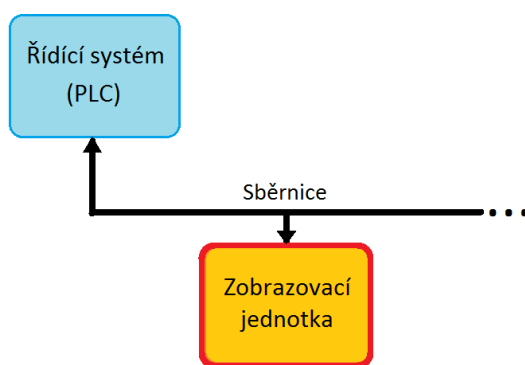 Řídící systém
(PLC)
Sběrnice
Zobrazovací
jednotka